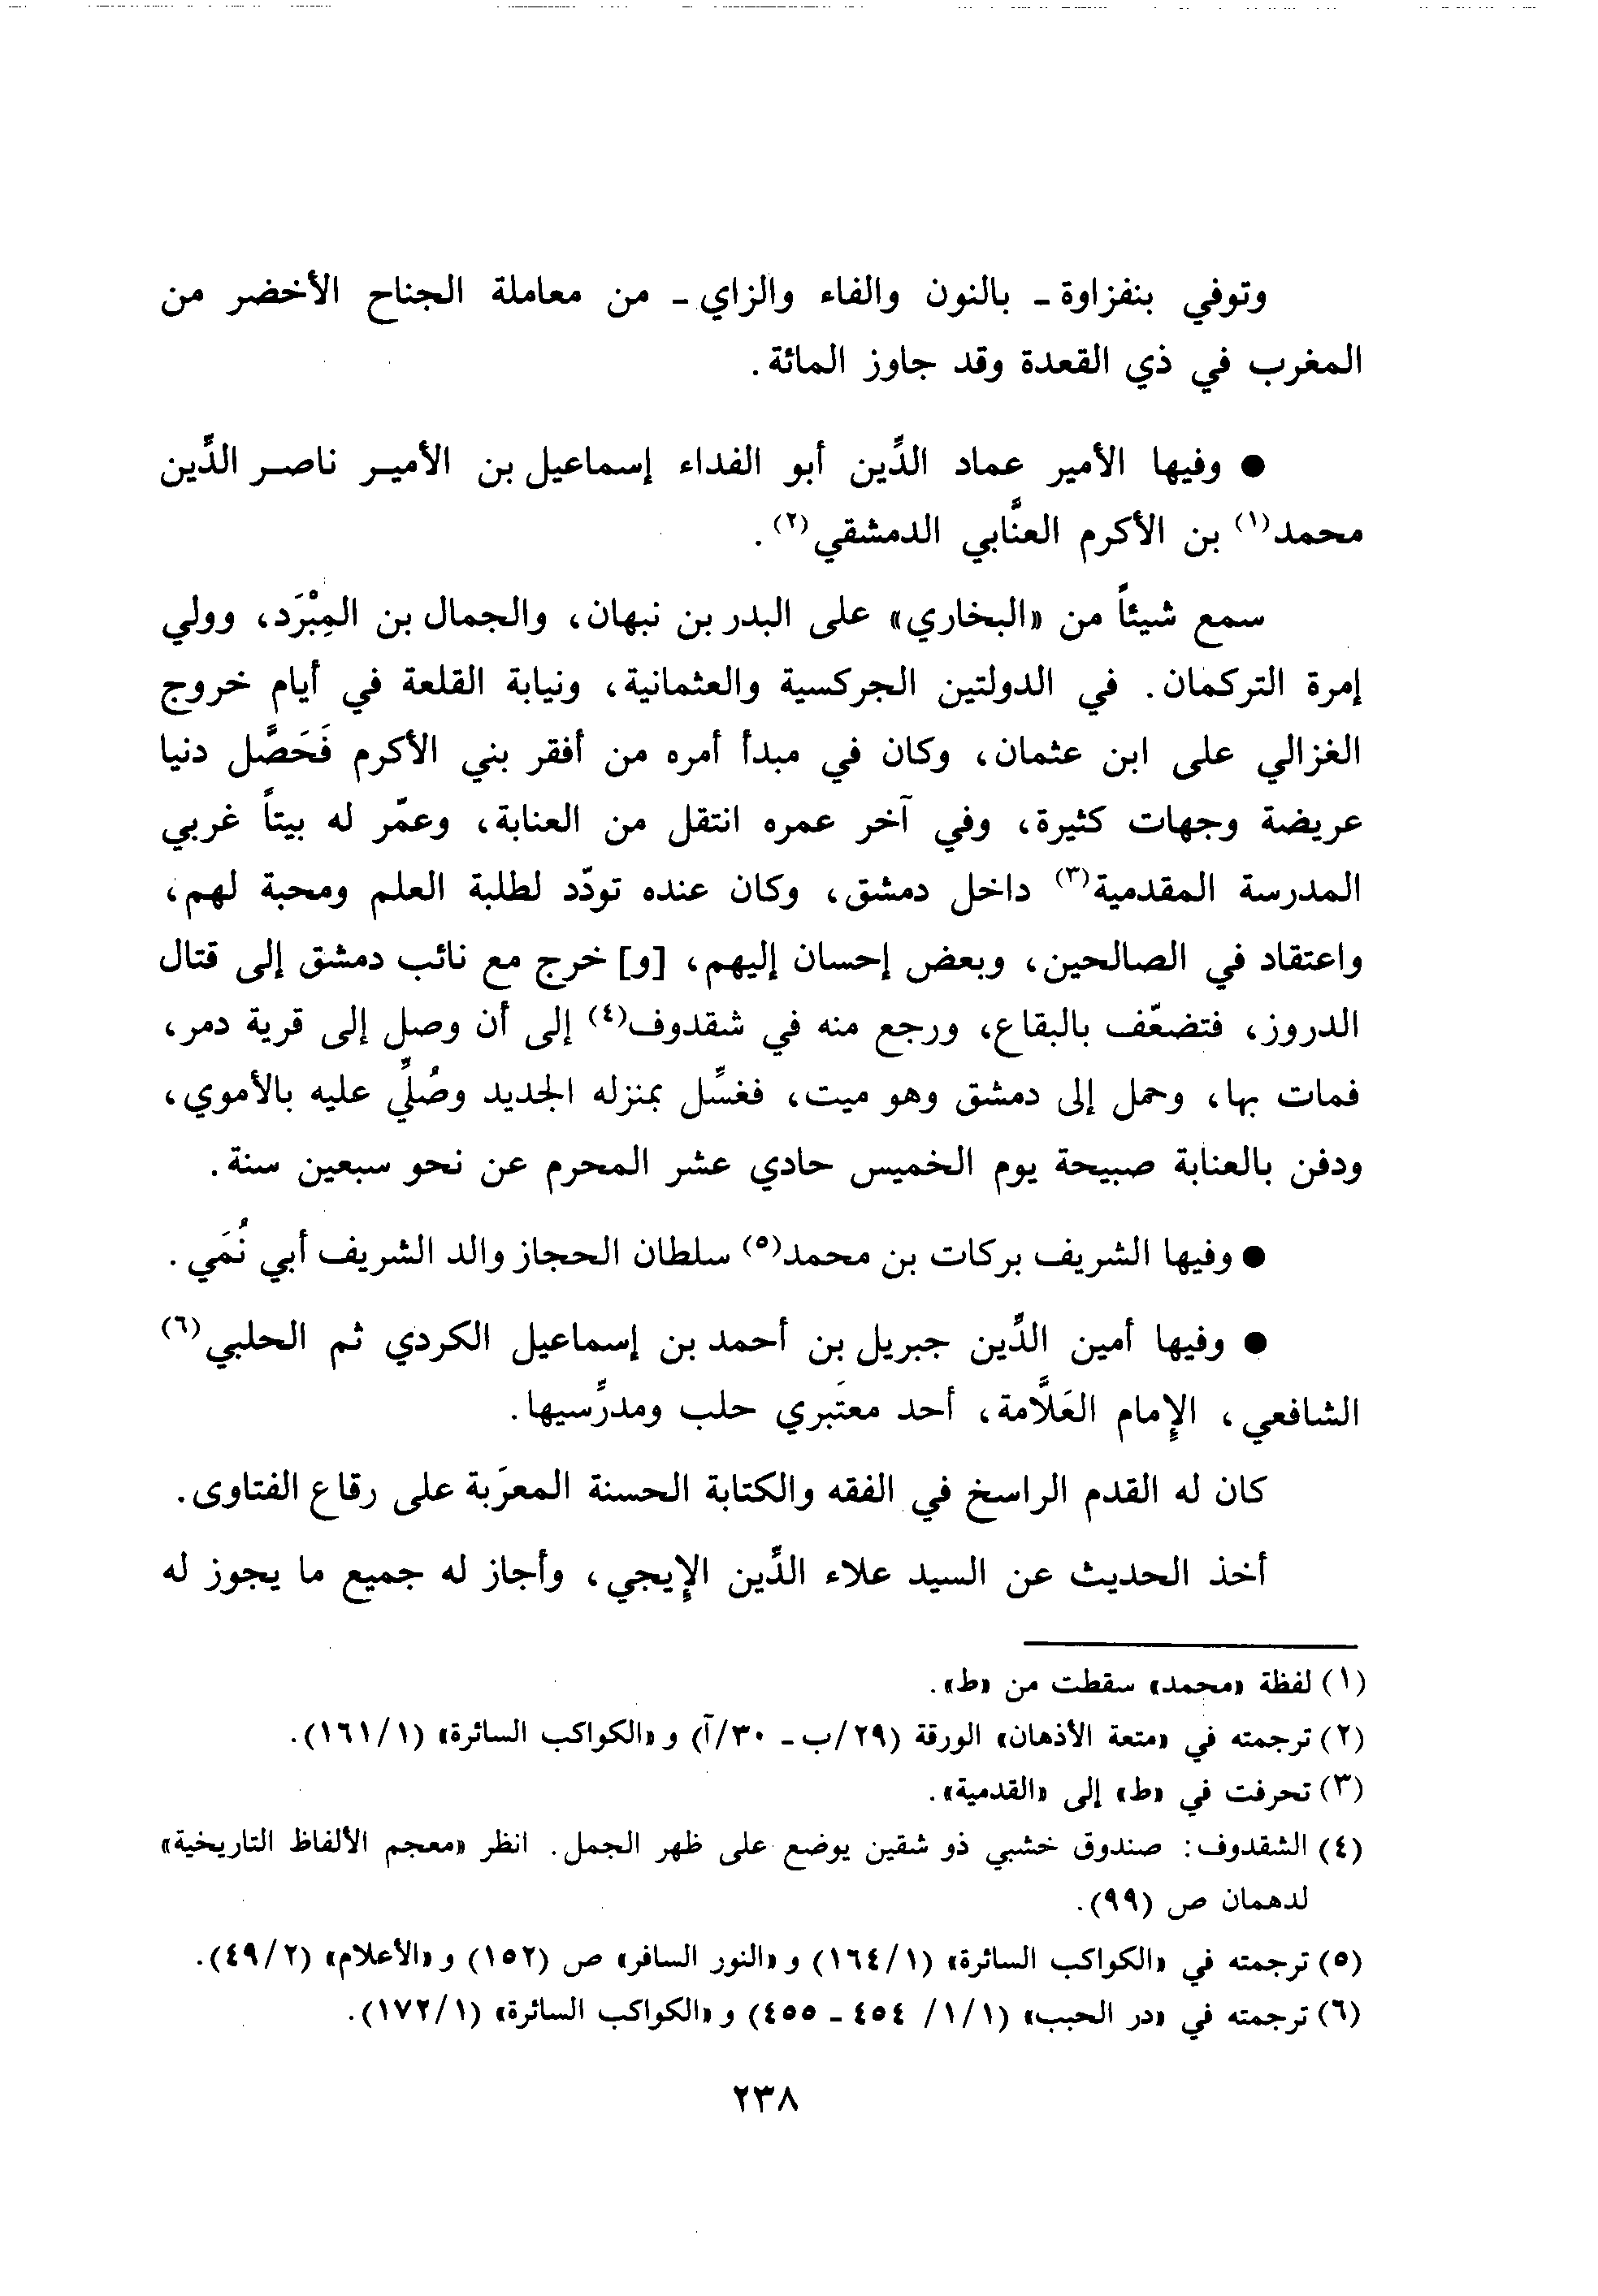 وتوفي بنفزاوة ـ بالنون والفاء والزاي ـ من معاملة الجناح الأخضر من
المغرب في ذي القعدة وقد جاوز المائة.
● وفيها الأمير عماد الدِّين أبو الفداء إسماعيل بن الأمير ناصر الدِّين
محمد(١) بن الأكرم العنَّابي الدمشقي(٢).
سمع شيئاً من «البخاري» على البدر بن نبهان، والجمال بن المِبْرَد، وولي
إمرة التركمان. في الدولتين الجركسية والعثمانية، ونيابة القلعة في أيام خروج
الغزالي على ابن عثمان، وكان في مبدأ أمره من أفقر بني الأكرم فَحَصَّل دنيا
عريضة وجهات كثيرة، وفي آخر عمره انتقل من العنابة، وعمّر له بيتاً غربي
المدرسة المقدمية(٣) داخل دمشق، وكان عنده تودّد لطلبة العلم ومحبة لهم،
واعتقاد في الصالحين، وبعض إحسان إليهم، [و] خرج مع نائب دمشق إلى قتال
الدروز، فتضعّف بالبقاع، ورجع منه في شقدوف(٤) إلى أن وصل إلى قرية دمر،
فمات بها، وحمل إلى دمشق وهو ميت، فغسِّل بمنزله الجديد وصُلِّي عليه بالأموي،
ودفن بالعنابة صبيحة يوم الخميس حادي عشر المحرم عن نحو سبعين سنة.
● وفيها الشريف بركات بن محمد(٥) سلطان الحجاز والد الشريف أبي نُمَي.
● وفيها أمين الدِّين جبريل بن أحمد بن إسماعيل الكردي ثم الحلبي(٦)
الشافعي، الإِمام العَلَّامة، أحد معتَبري حلب ومدرِّسيها.
كان له القدم الراسخ في الفقه والكتابة الحسنة المعرَبة على رقاع الفتاوى.
أخذ الحديث عن السيد علاء الدِّين الإِيجي، وأجاز له جميع ما يجوز له
(١) لفظة «محمد» سقطت من «ط».
(٢) ترجمته في «متعة الأذهان» الورقة (٢٩/ب ـ ٣٠/آ) و «الكواكب السائرة» (١/١٦١).
(٣) تحرفت في «ط» إلى «القدمية».
(٤) الشقدوف: صندوق خشبي ذو شقين يوضع على ظهر الجمل. انظر «معجم الألفاظ التاريخية»
لدهمان ص (٩٩).
(٥) ترجمته في «الكواكب السائرة» (١/١٦٤) و «النور السافر» ص (١٥٢) و «الأعلام» (٢/٤٩).
(٦) ترجمته في «در الحبب» (١/١/ ٤٥٤ ـ ٤٥٥) و «الكواكب السائرة» (١/١٧٢).
٢٣٨